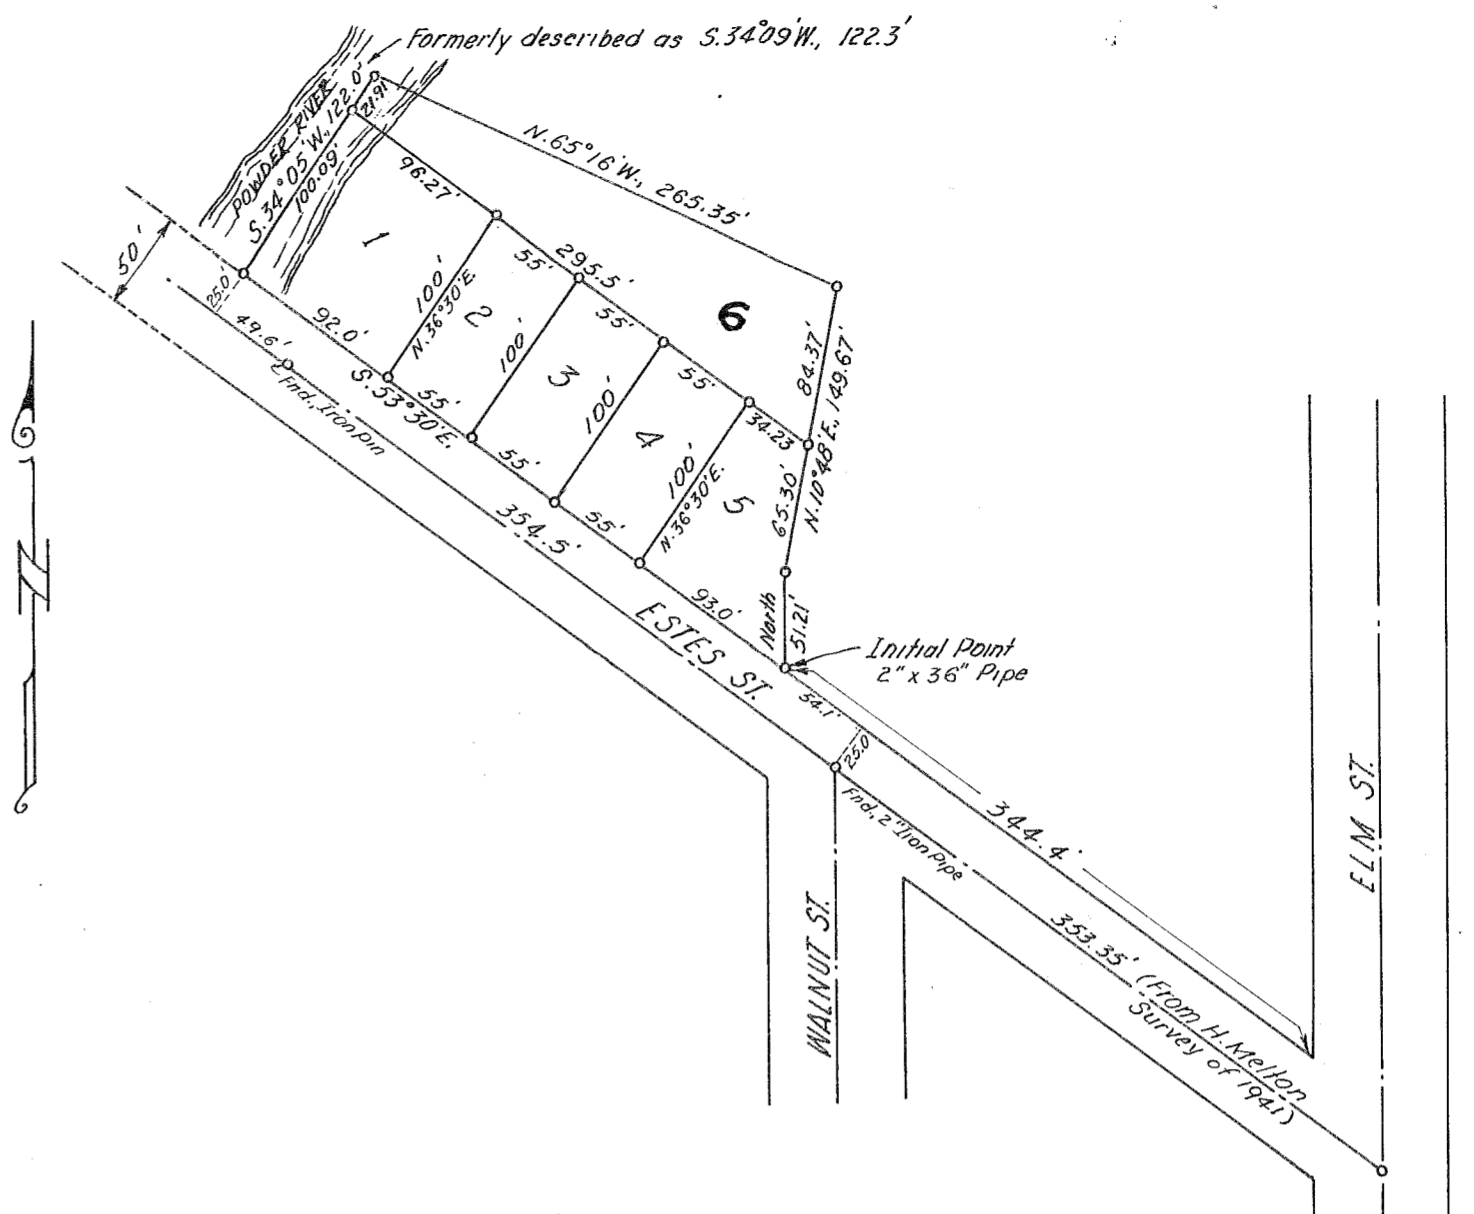 Formerly described as S.34°09'W., 122.3'
POWDER RIVER
S.34°05'W., 122.0'
21.91
100.09'
N.65°16'W., 265.35'
96.27'
295.5'
50'
25.0'
49.6'
₵ Fnd., Iron Pin
1
92.0'
100'
N.36°30'E.
S.53°30'E.
55'
2
55'
100'
55'
3
55'
100'
55'
4
55'
100'
N.36°30'E.
34.23
5
93.0'
6
84.37'
N.10°48'E., 149.67'
65.30'
North
51.21'
Initial Point
2" x 36" Pipe
354.5'
ESTES ST.
54.1'
25.0
Fnd., 2" Iron Pipe
344.4'
353.35' (From H. Melton
Survey of 1941)
WALNUT ST.
ELM ST.
N